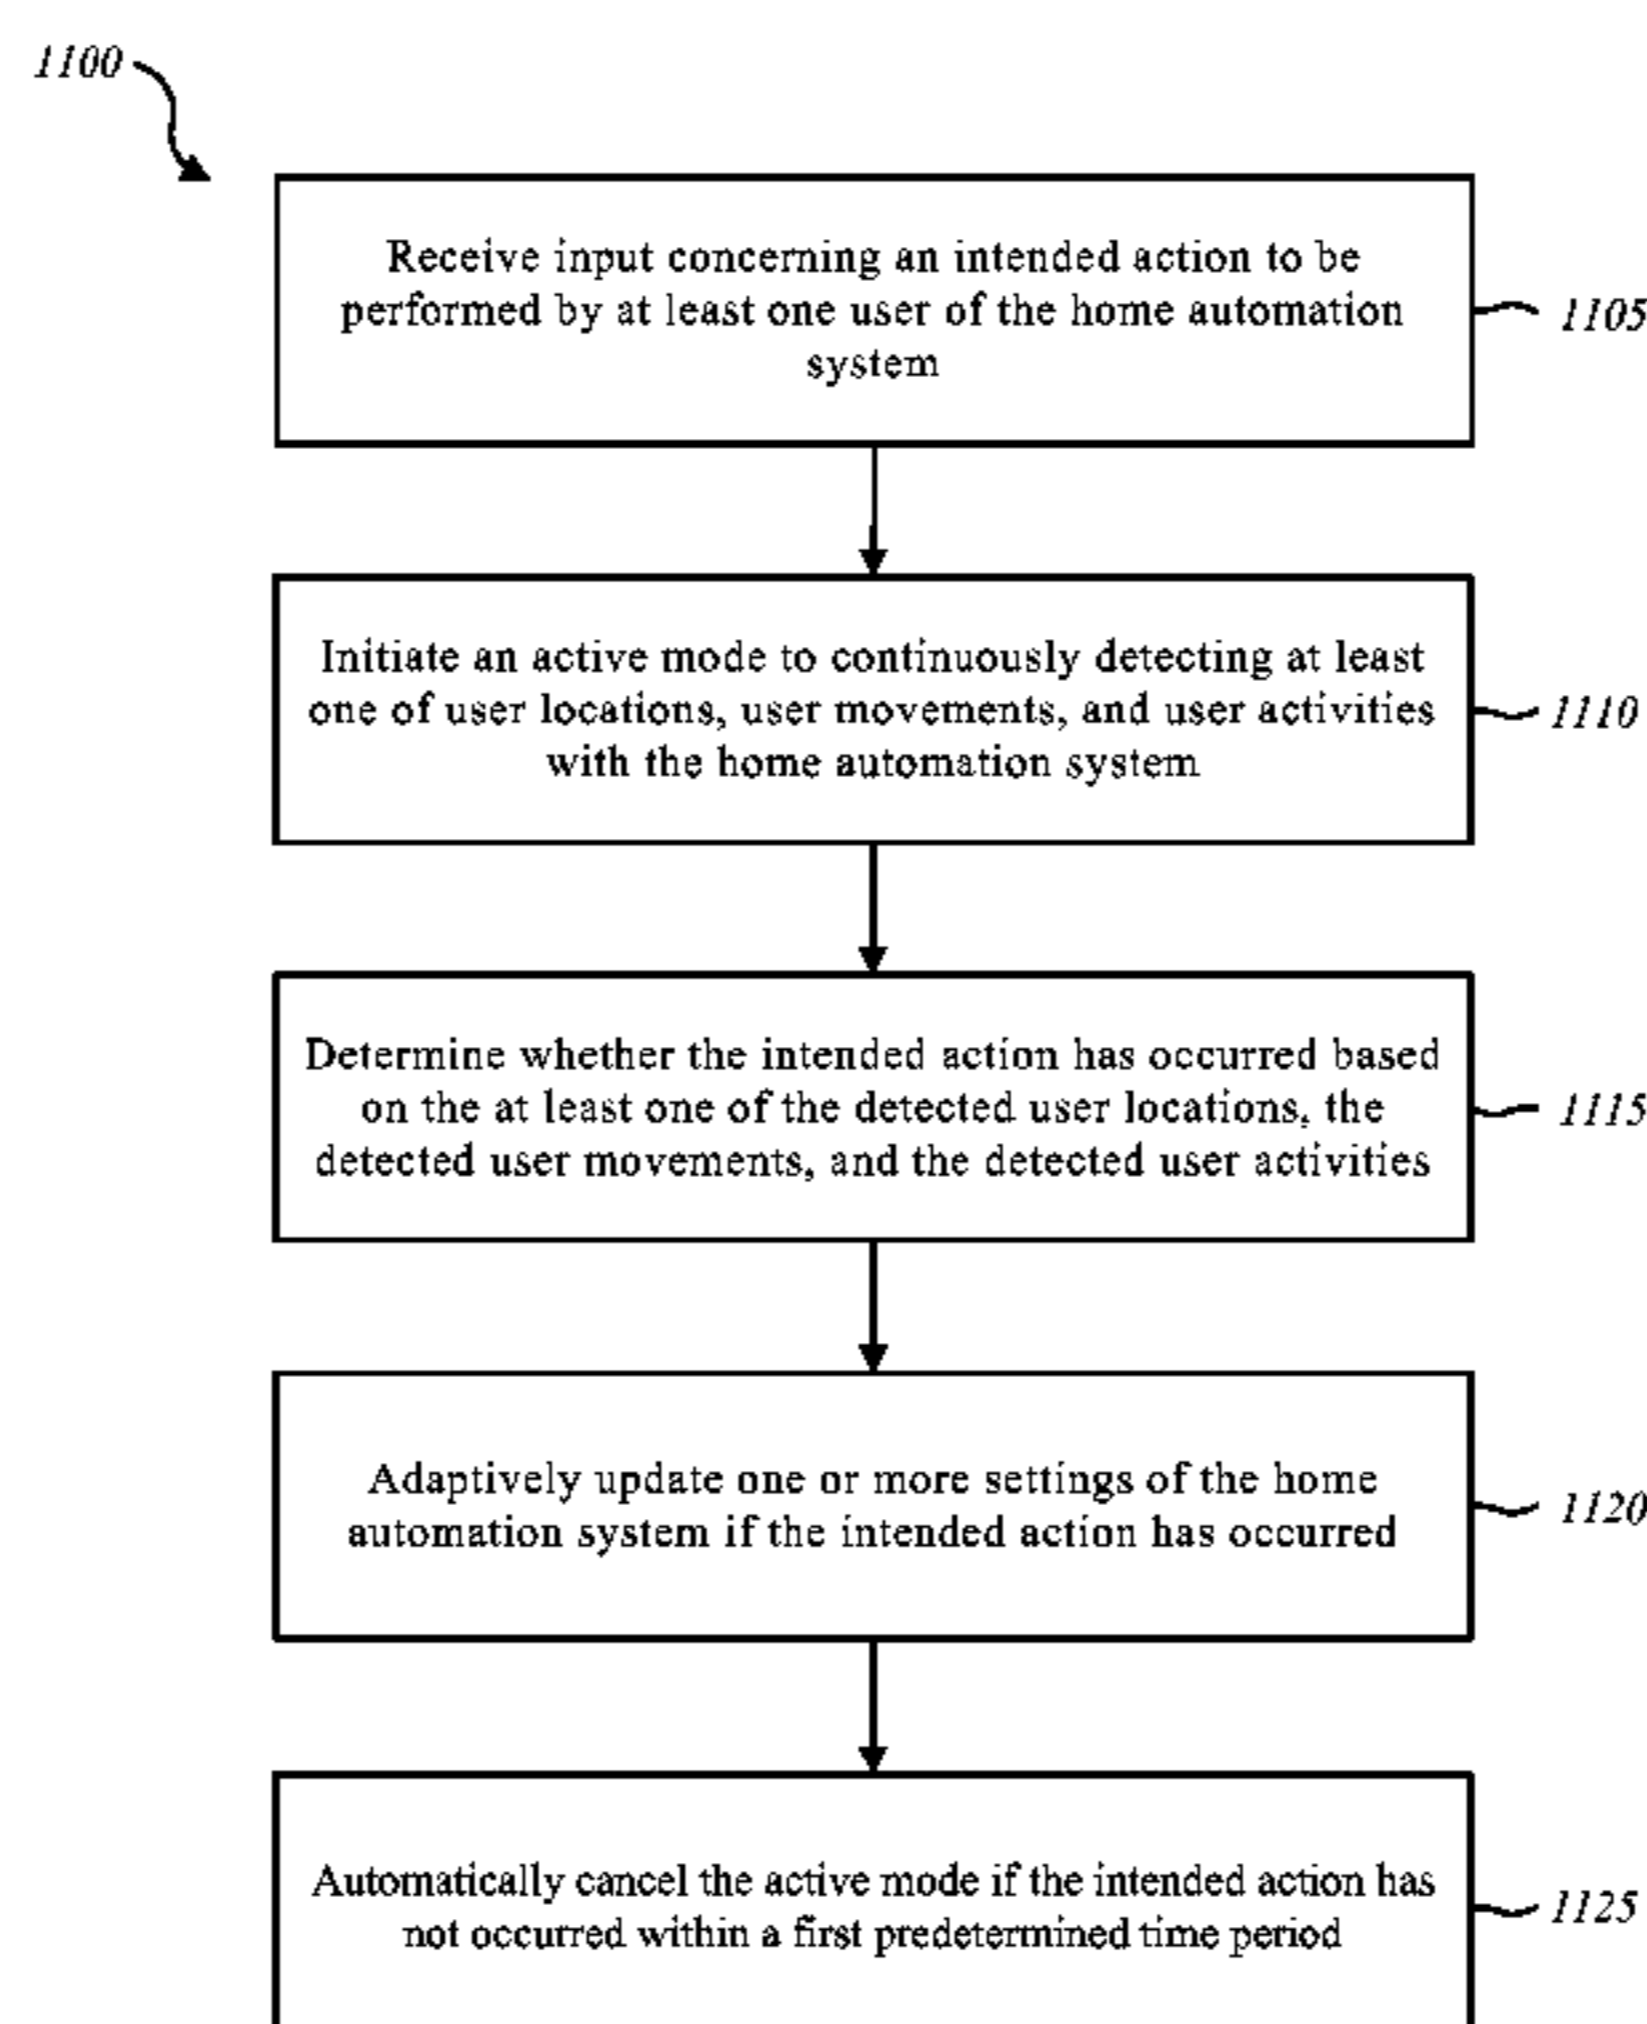 1100
Receive input concerning an intended action to be
performed by at least one user of the home automation
system
1105
Initiate an active mode to continuously detecting at least
one of user locations, user movements, and user activities
with the home automation system
1110
Determine whether the intended action has occurred based
on the at least one of the detected user locations, the
detected user movements, and the detected user activities
1115
Adaptively update one or more settings of the home
automation system if the intended action has occurred
1120
Automatically cancel the active mode if the intended action has
not occurred within a first predetermined time period
1125